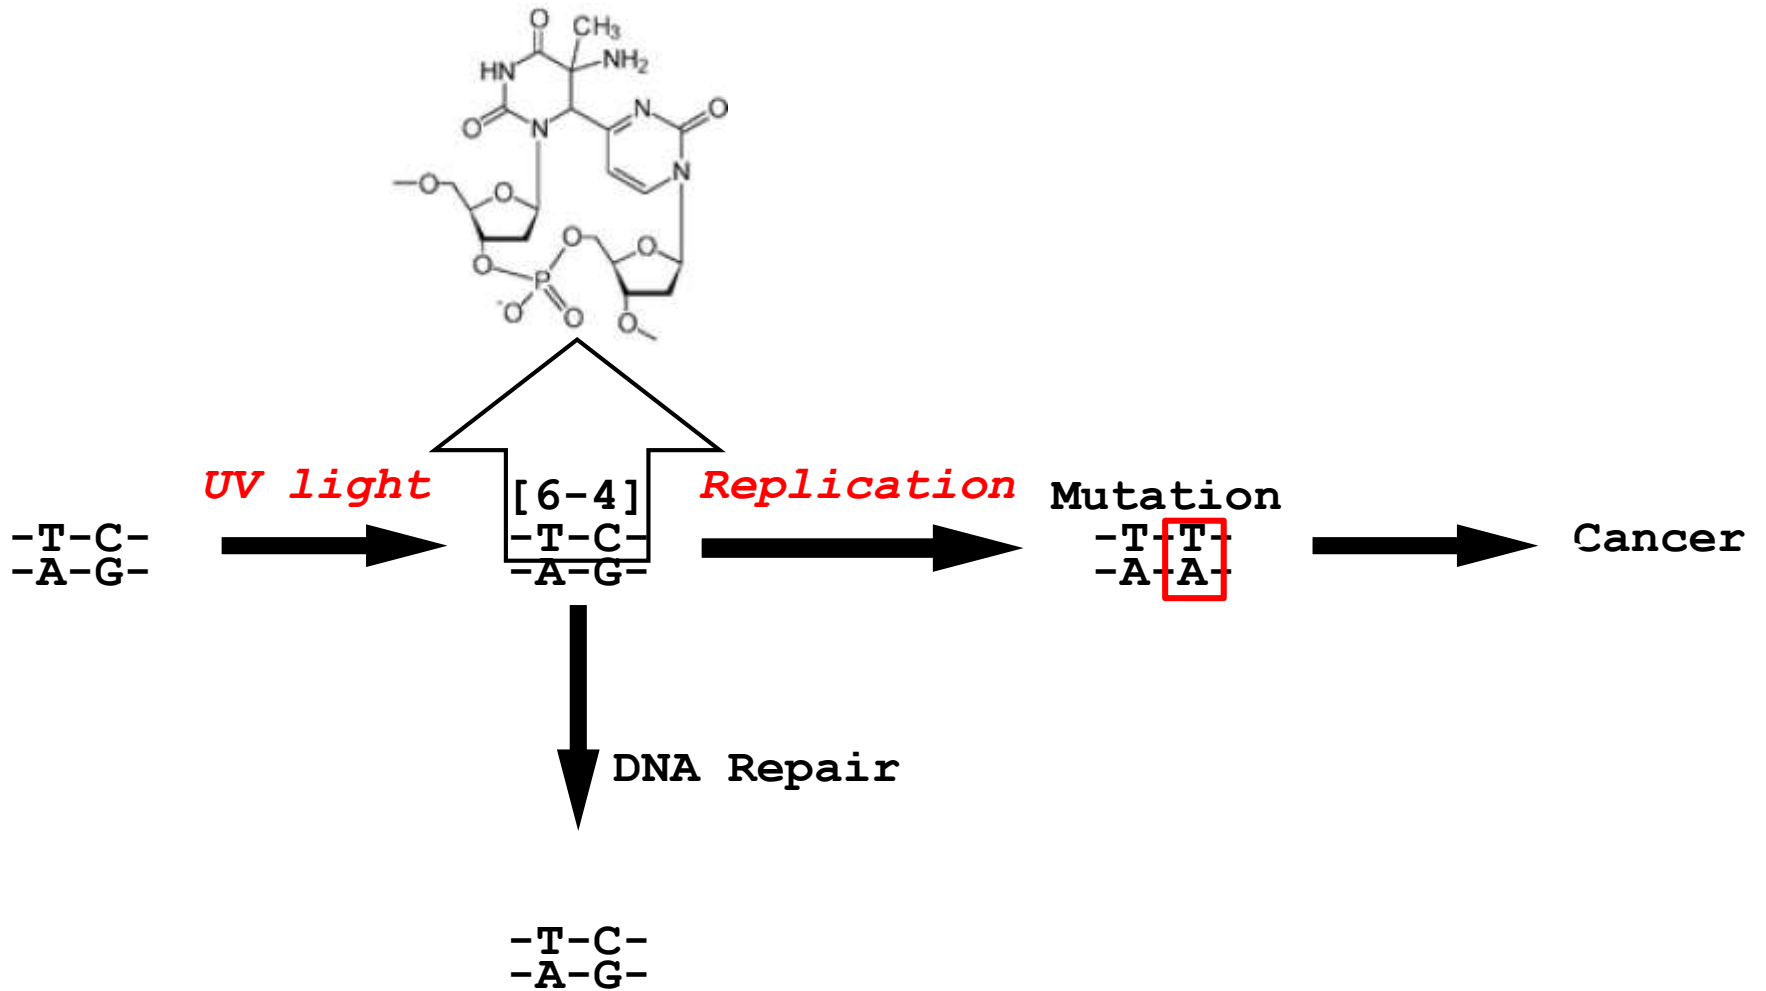 O
CH₃
NH₂
HN
O
N
N
O
N
O
O
O
O
O
P
⁻O
O
O
UV light
[6-4]
Replication
Mutation
-T-C-
-A-G-
-T-C-
-A-G-
-T-T-
-A-A-
Cancer
DNA Repair
-T-C-
-A-G-